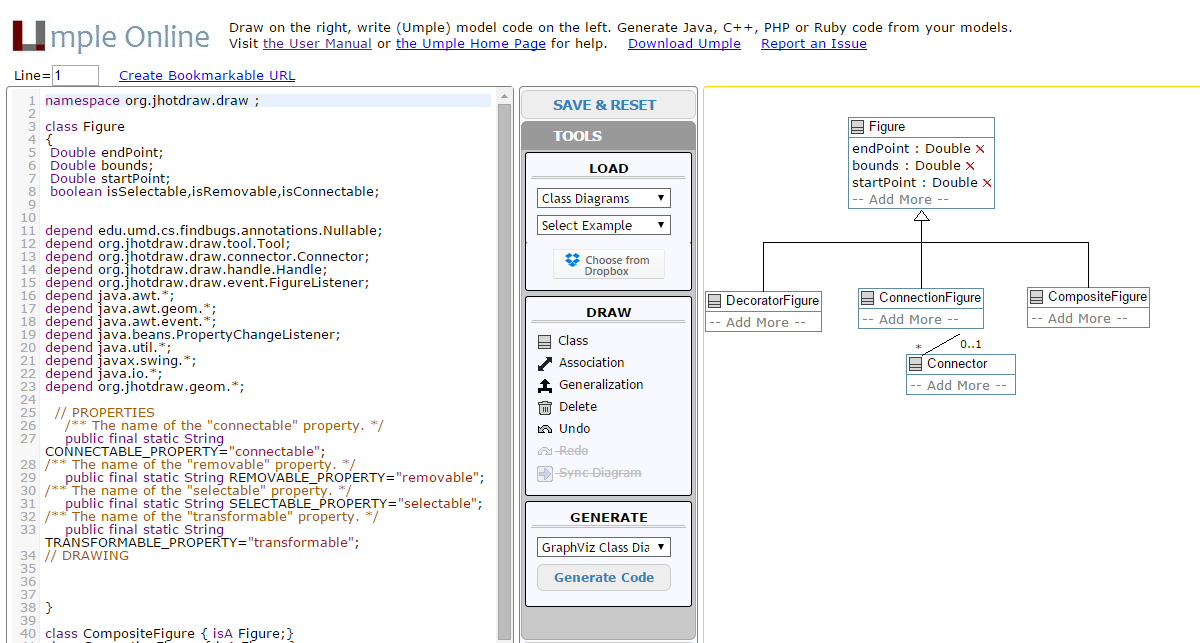 Umple Online
Draw on the right, write (Umple) model code on the left. Generate Java, C++, PHP or Ruby code from your models.
Visit the User Manual or the Umple Home Page for help. Download Umple Report an Issue
Line= 1 Create Bookmarkable URL
1 namespace org.jhotdraw.draw ;
2
3 class Figure
4 {
5 Double endPoint;
6 Double bounds;
7 Double startPoint;
8 boolean isSelectable,isRemovable,isConnectable;
9
10
11 depend edu.umd.cs.findbugs.annotations.Nullable;
12 depend org.jhotdraw.draw.tool.Tool;
13 depend org.jhotdraw.draw.connector.Connector;
14 depend org.jhotdraw.draw.handle.Handle;
15 depend org.jhotdraw.draw.event.FigureListener;
16 depend java.awt.*;
17 depend java.awt.geom.*;
18 depend java.awt.event.*;
19 depend java.beans.PropertyChangeListener;
20 depend java.util.*;
21 depend javax.swing.*;
22 depend java.io.*;
23 depend org.jhotdraw.geom.*;
24
25 // PROPERTIES
26 /** The name of the "connectable" property. */
27 public final static String
CONNECTABLE_PROPERTY="connectable";
28 /** The name of the "removable" property. */
29 public final static String REMOVABLE_PROPERTY="removable";
30 /** The name of the "selectable" property. */
31 public final static String SELECTABLE_PROPERTY="selectable";
32 /** The name of the "transformable" property. */
33 public final static String
TRANSFORMABLE_PROPERTY="transformable";
34 // DRAWING
35
36
37
38 }
39
40 class CompositeFigure { isA Figure;}
SAVE & RESET
TOOLS
LOAD
Class Diagrams
Select Example
Choose from
Dropbox
DRAW
Class
Association
Generalization
Delete
Undo
Redo
Sync Diagram
GENERATE
GraphViz Class Dia
Generate Code
Figure
endPoint : Double X
bounds : Double X
startPoint : Double X
-- Add More --
DecoratorFigure
-- Add More --
ConnectionFigure
-- Add More --
CompositeFigure
-- Add More --
* 0..1
Connector
-- Add More --